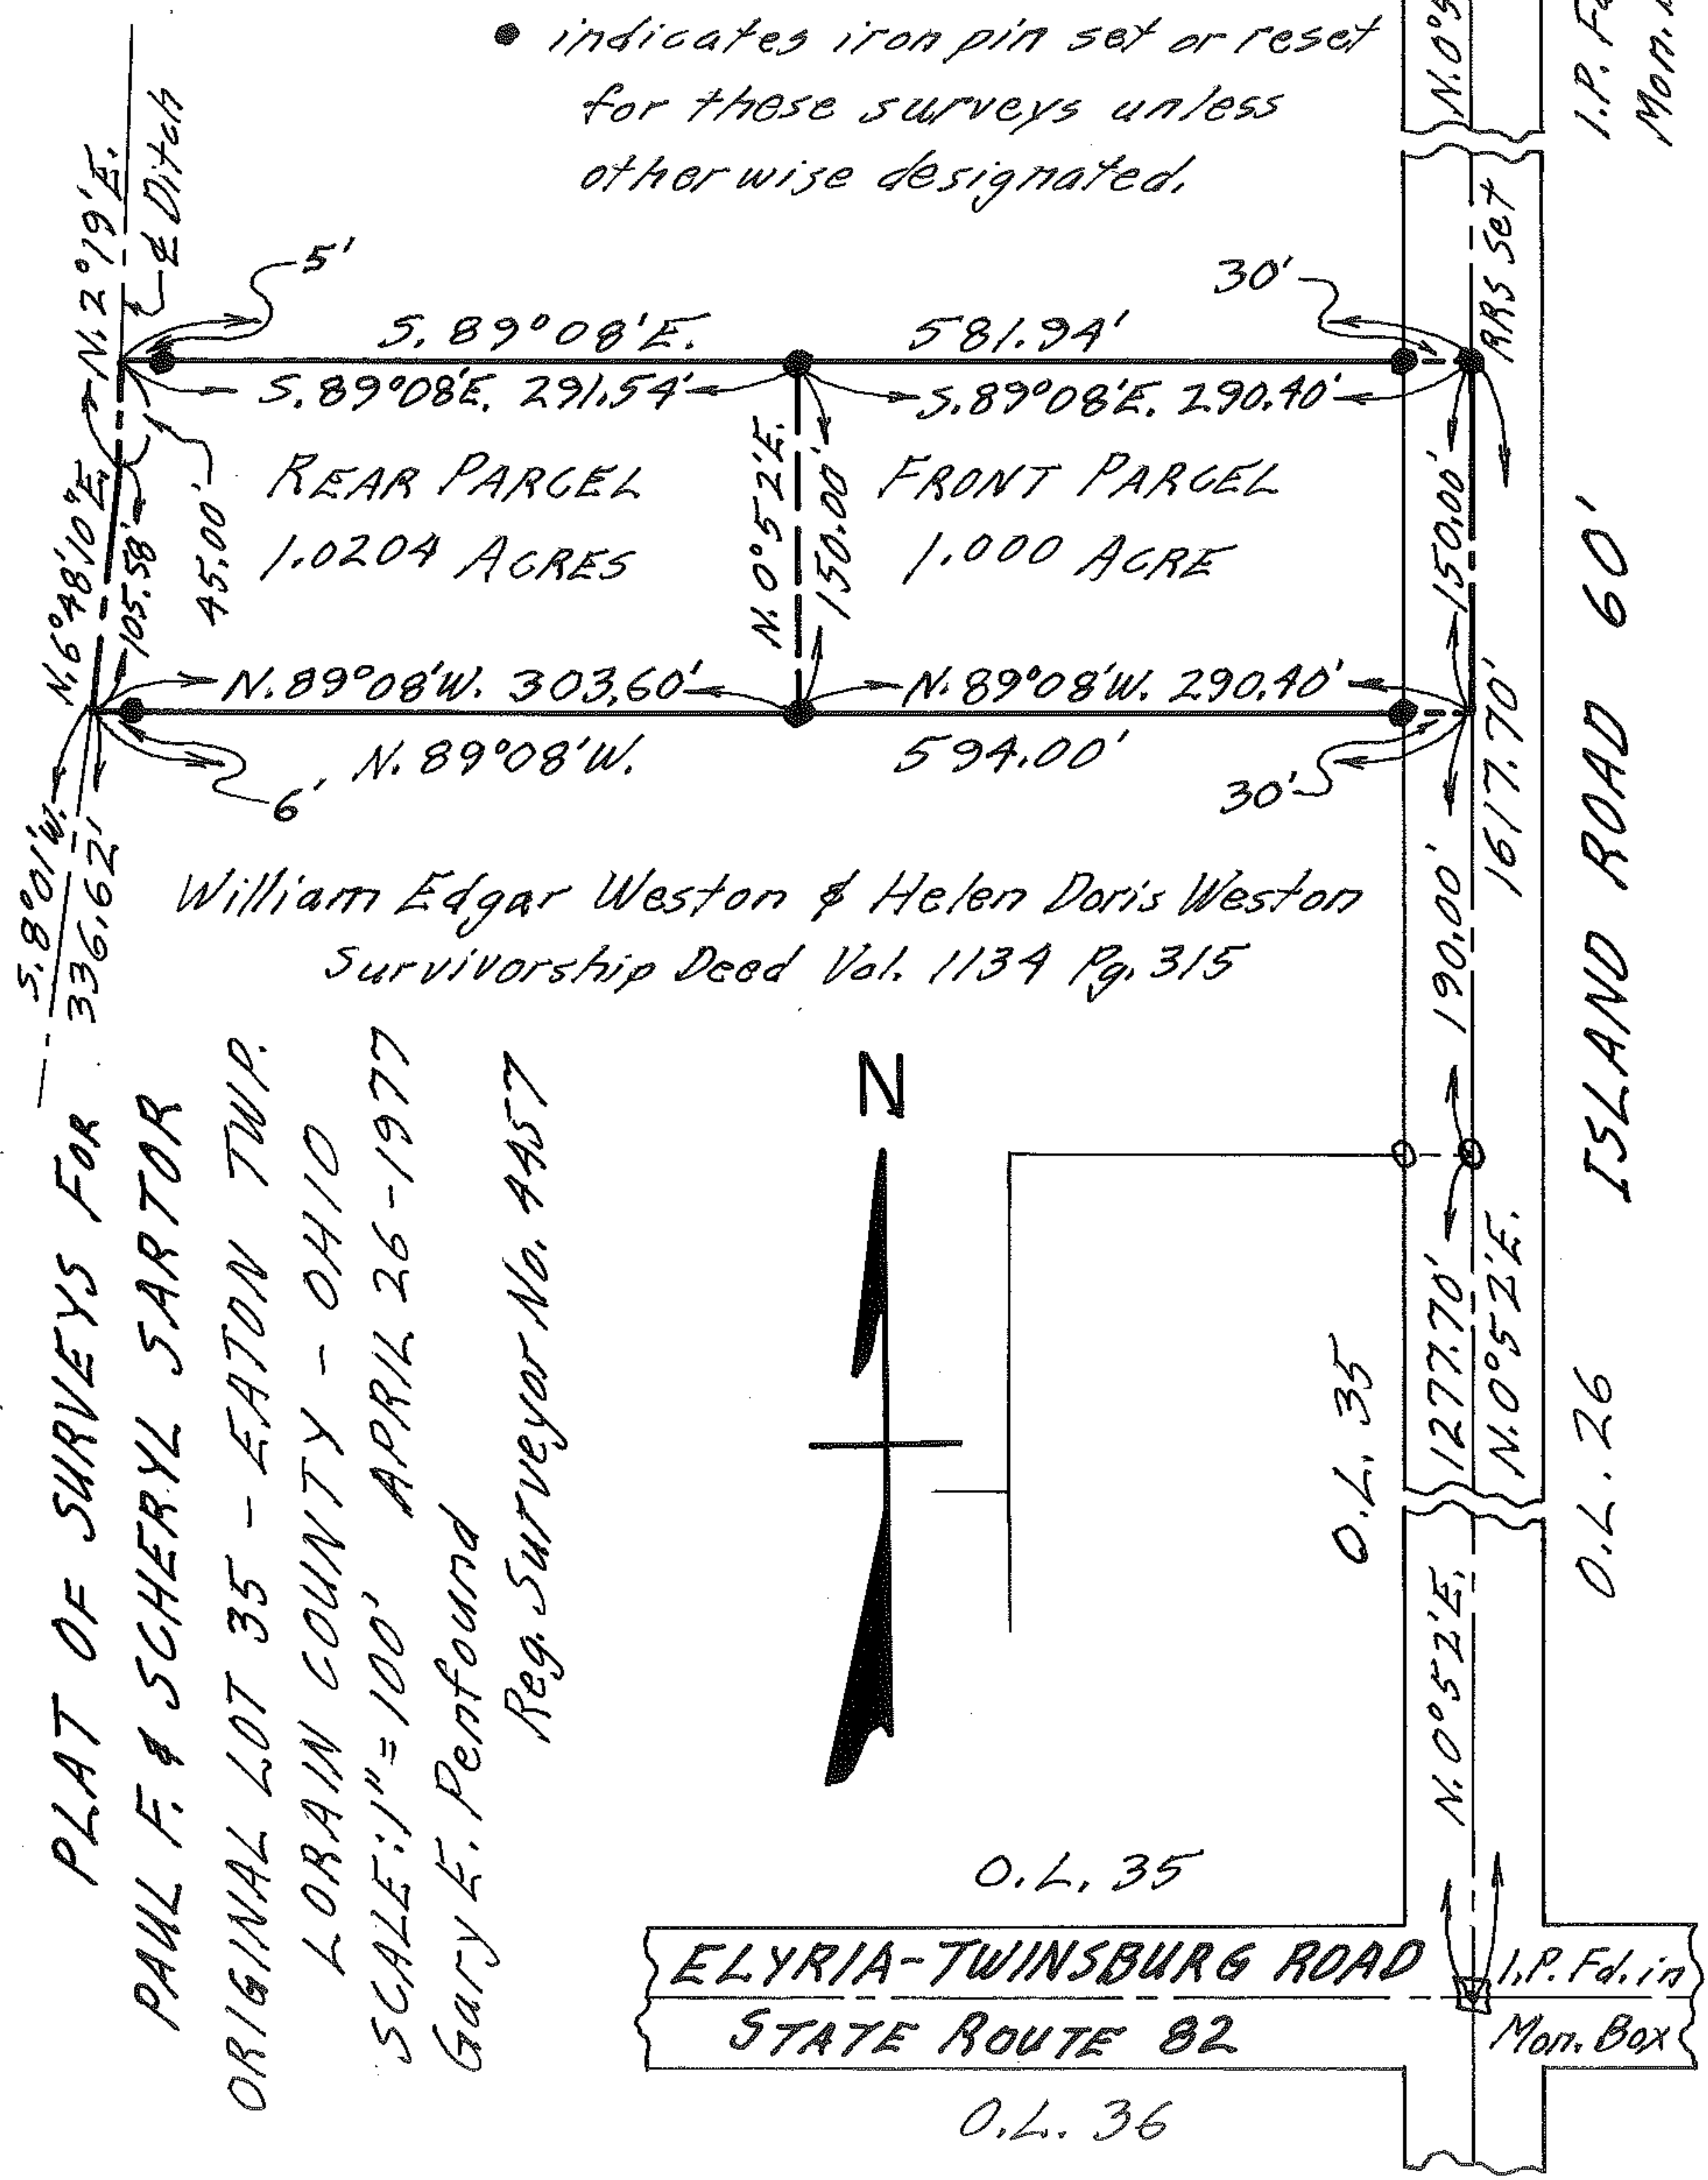 ● indicates iron pin set or reset
for these surveys unless
otherwise designated.
N.0°5
I.P. Fd
Mon.
RRS Set
N.2°19'E.
⅊ Ditch
5'
30'
S.89°08'E. 581.94'
S.89°08'E. 291.54'
S.89°08'E. 290.40'
N.6°48'10"E.
105.58'
45.00'
REAR PARCEL
1.0204 ACRES
N.0°52'E.
150.00'
FRONT PARCEL
1.000 ACRE
150.00'
N.89°08'W. 303.60'
N.89°08'W. 290.40'
N.89°08'W. 594.00'
6'
30'
S.8°01'W.
336.62'
190.00'
1617.70'
ISLAND ROAD 60'
William Edgar Weston & Helen Doris Weston
Survivorship Deed Vol. 1134 Pg. 315
PLAT OF SURVEYS FOR
PAUL F. & SCHERYL SARTOR
ORIGINAL LOT 35 - EATON TWP.
LORAIN COUNTY - OHIO
SCALE: 1" = 100' APRIL 26-1977
Gary E. Penfound
Reg. Surveyor No. 4457
N
O.L. 35
1277.70'
N.0°52'E.
O.L. 26
N.0°52'E.
O.L. 35
ELYRIA-TWINSBURG ROAD
STATE ROUTE 82
I.P. Fd. in
Mon. Box
O.L. 36